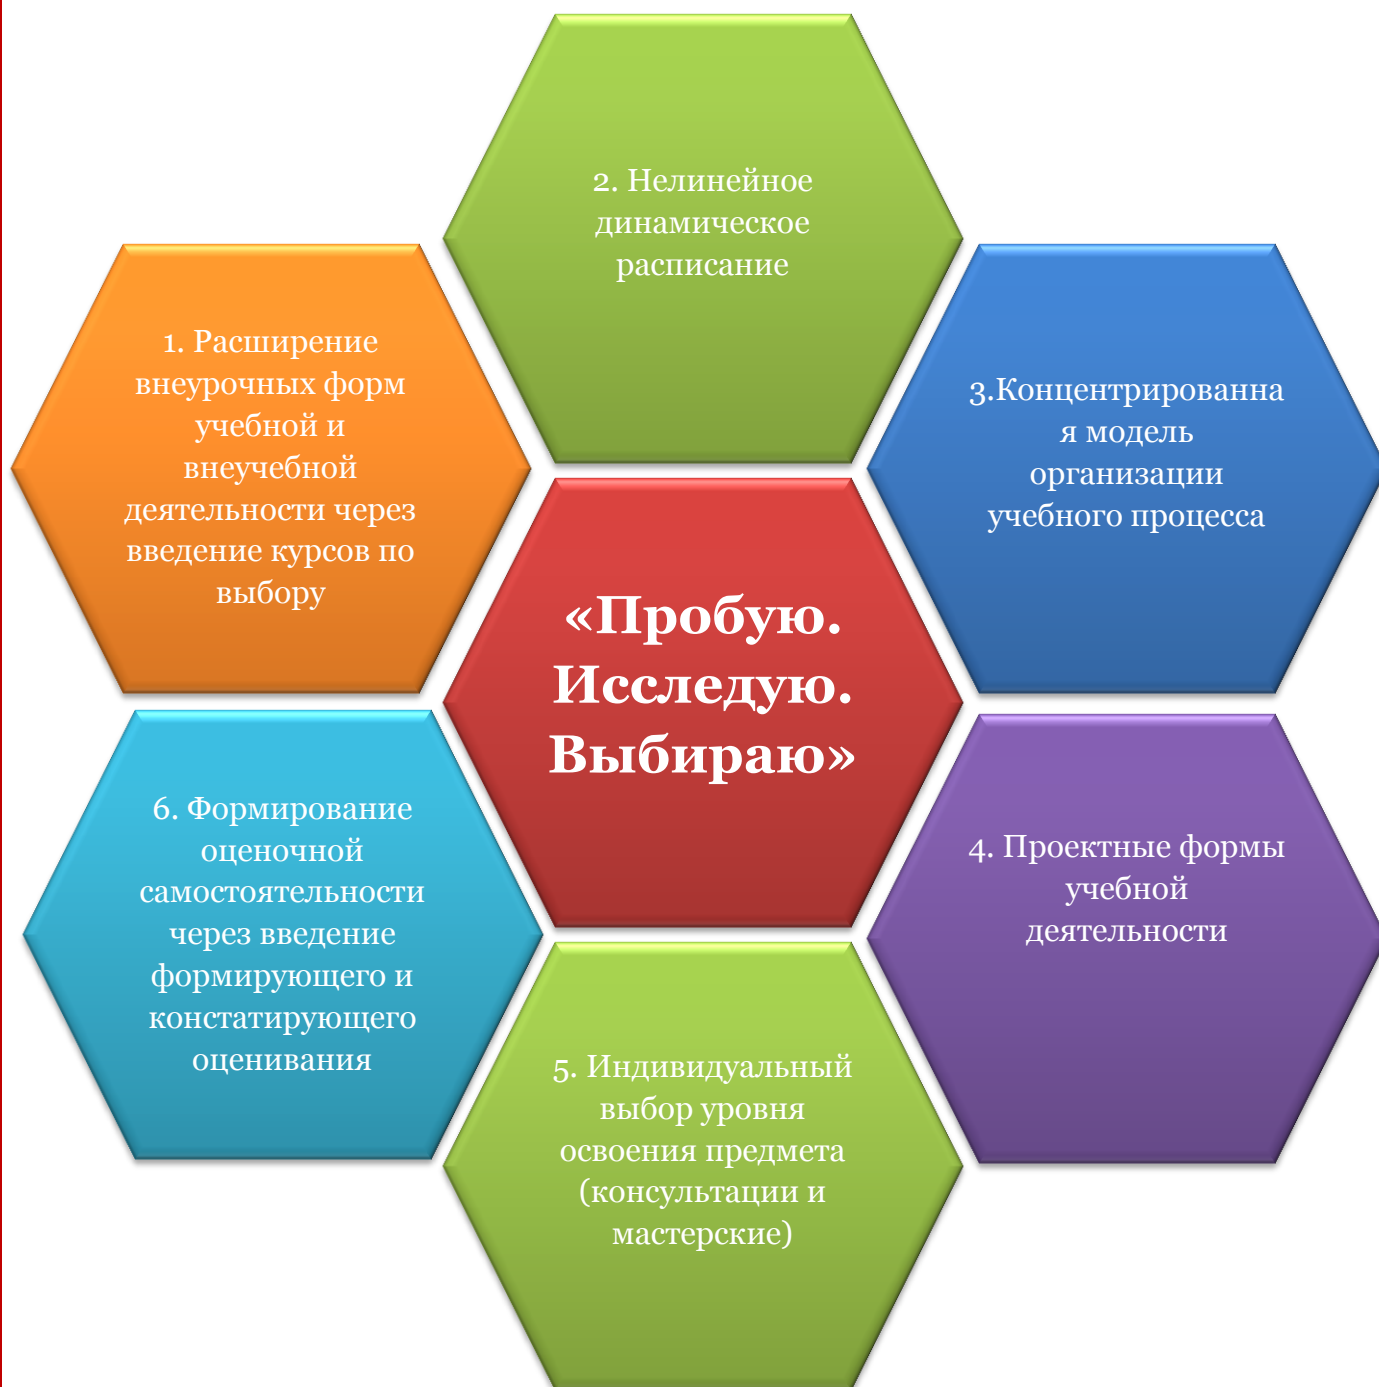 2. Нелинейное
динамическое
расписание
1. Расширение
внеурочных форм
учебной и
внеучебной
деятельности через
введение курсов по
выбору
3.Концентрированна
я модель
организации
учебного процесса
«Пробую.
Исследую.
Выбираю»
6. Формирование
оценочной
самостоятельности
через введение
формирующего и
констатирующего
оценивания
4. Проектные формы
учебной
деятельности
5. Индивидуальный
выбор уровня
освоения предмета
(консультации и
мастерские)